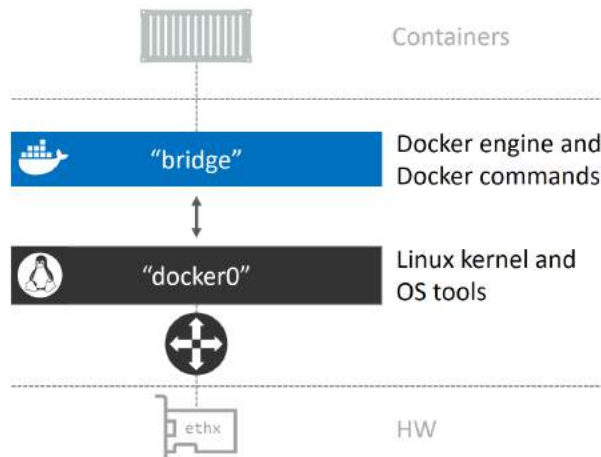 Containers
“bridge”
Docker engine and
Docker commands
“docker0”
Linux kernel and
OS tools
ethx
HW